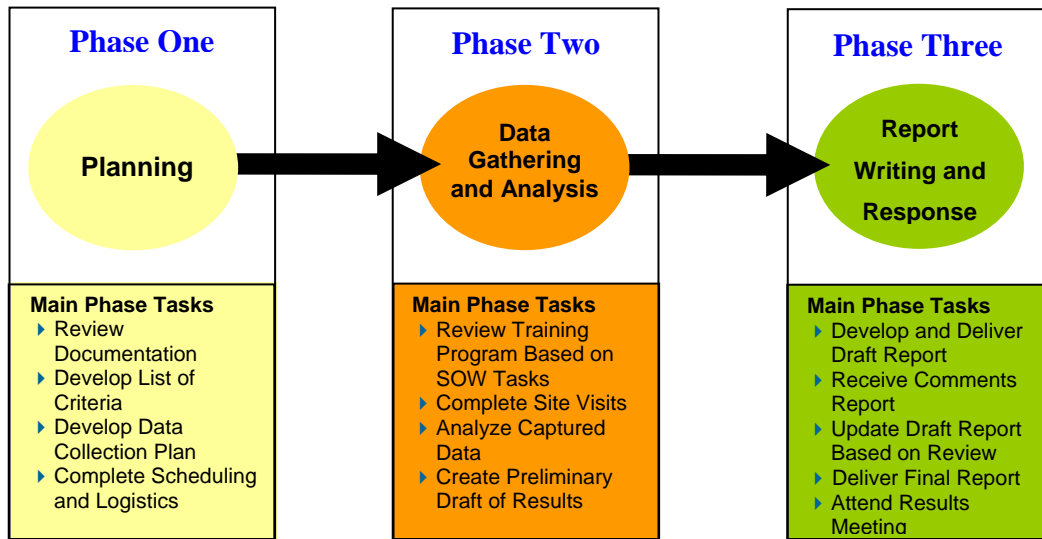 Phase One
Planning
Main Phase Tasks
Review
Documentation
Develop List of
Criteria
Develop Data
Collection Plan
Complete Scheduling
and Logistics
Phase Two
Data
Gathering
and Analysis
Main Phase Tasks
Review Training
Program Based on
SOW Tasks
Complete Site Visits
Analyze Captured
Data
Create Preliminary
Draft of Results
Phase Three
Report
Writing and
Response
Main Phase Tasks
Develop and Deliver
Draft Report
Receive Comments
Report
Update Draft Report
Based on Review
Deliver Final Report
Attend Results
Meeting